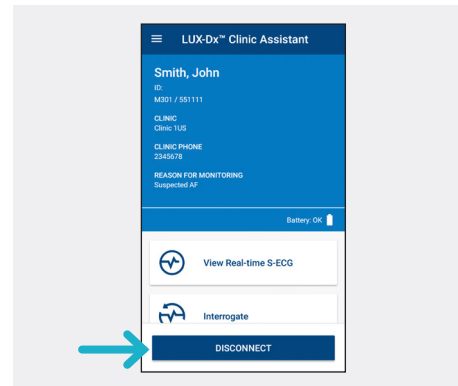 LUX-Dx™ Clinic Assistant
Smith, John
ID:
M301 / 551111
CLINIC
Clinic 1US
CLINIC PHONE
2345678
REASON FOR MONITORING
Suspected AF
Battery: OK
View Real-time S-ECG
Interrogate
DISCONNECT